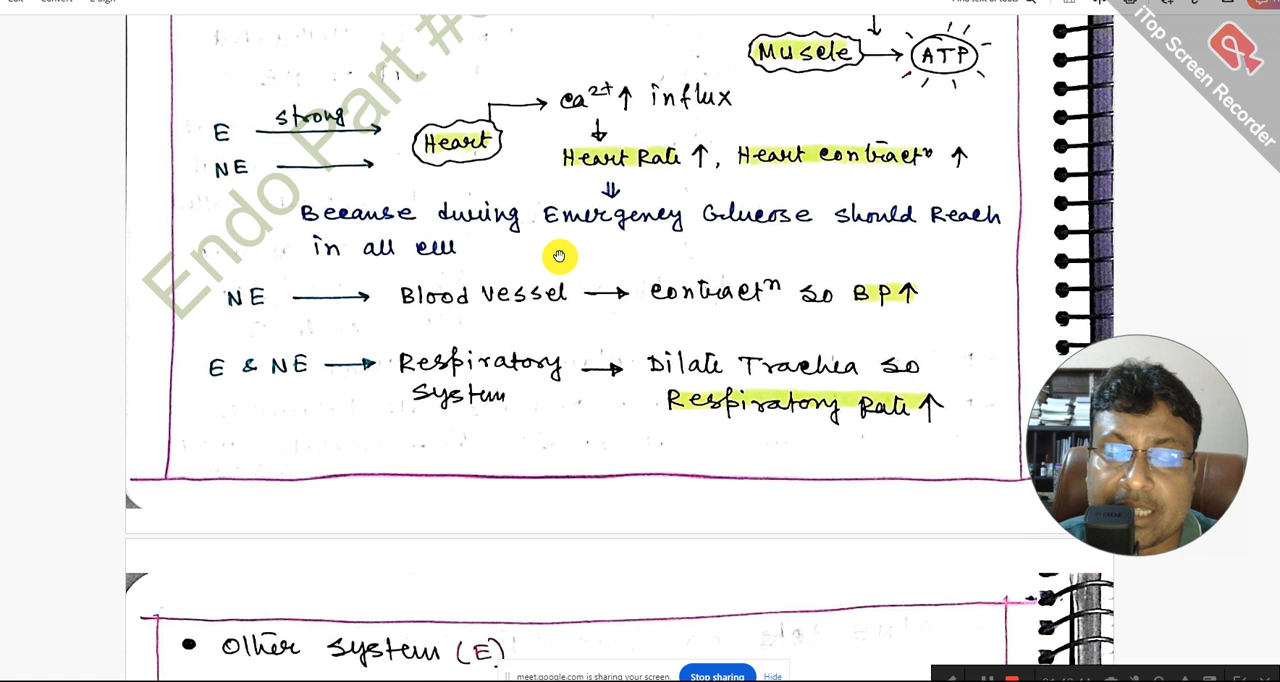 Muscle → ATP
E strong → Heart → Ca2+ ↑ influx
NE →
↓
Heart Rate ↑, Heart contractn ↑
⇓
Because during Emergency Glucose should Reach
in all cell
NE → Blood vessel → contractn so BP↑
E & NE → Respiratory System → Dilate Trachea so
Respiratory Rate ↑
• Other system (E)
Endo Part #
iTop Screen Recorder
meet.google.com is sharing your screen.
Stop sharing
Hide